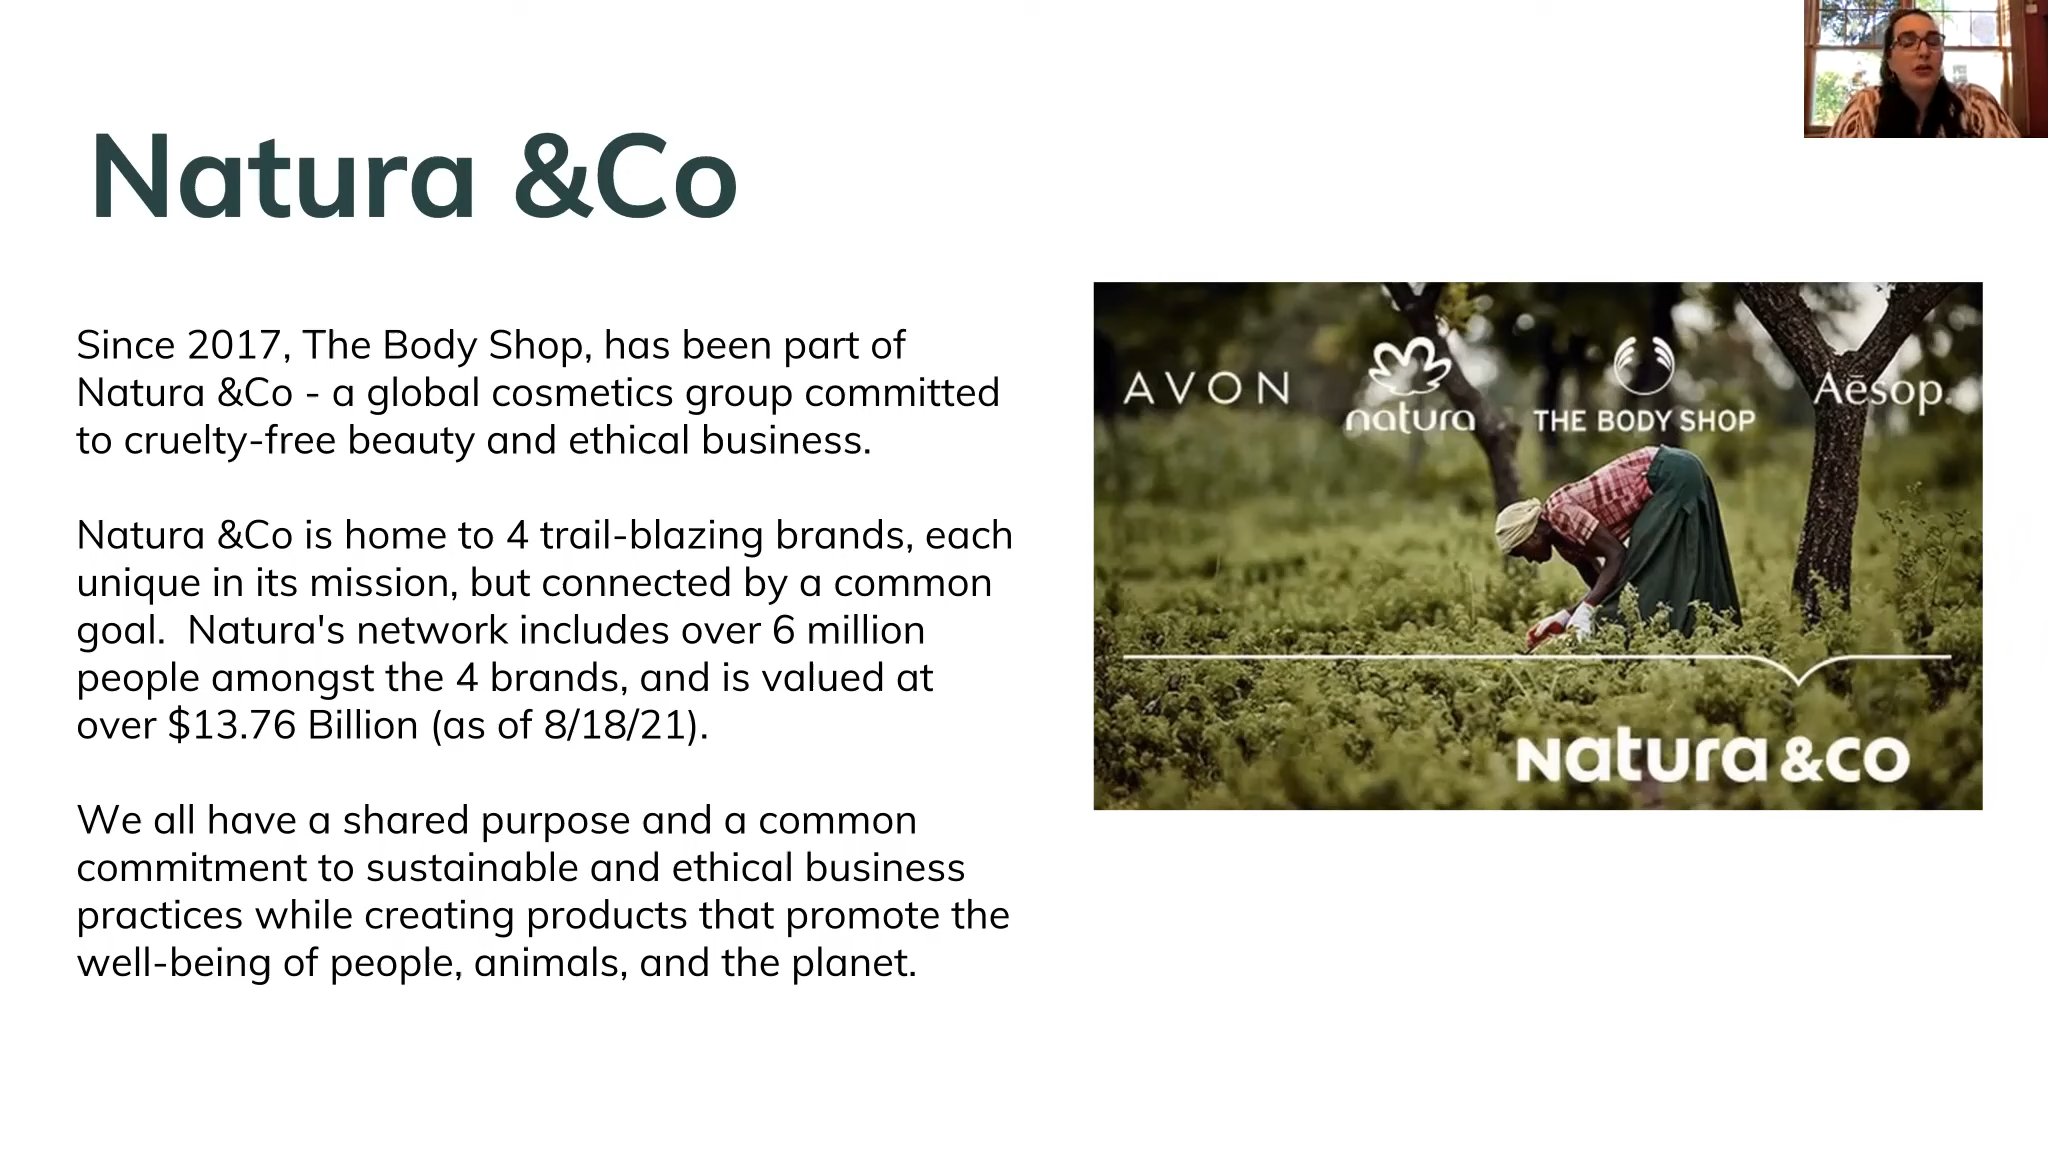 Natura &Co
Since 2017, The Body Shop, has been part of
Natura &Co - a global cosmetics group committed
to cruelty-free beauty and ethical business.
Natura &Co is home to 4 trail-blazing brands, each
unique in its mission, but connected by a common
goal.  Natura's network includes over 6 million
people amongst the 4 brands, and is valued at
over $13.76 Billion (as of 8/18/21).
We all have a shared purpose and a common
commitment to sustainable and ethical business
practices while creating products that promote the
well-being of people, animals, and the planet.
AVON
natura
THE BODY SHOP
Aēsop.
Natura &co